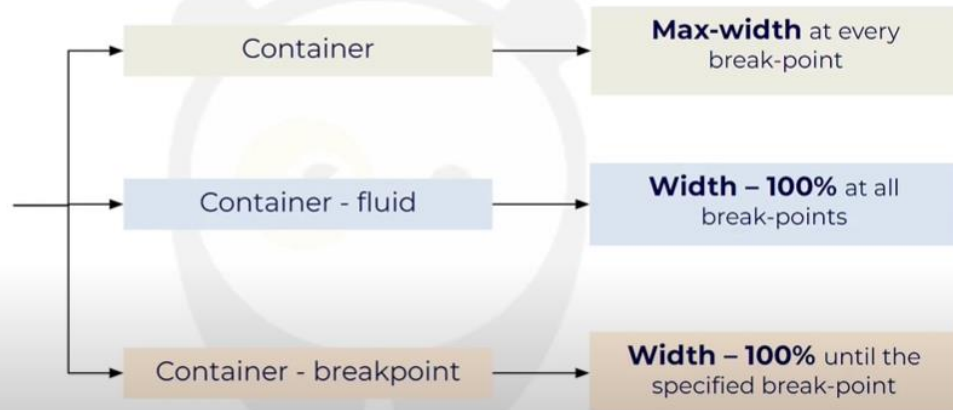 Container
Max-width at every
break-point
Container - fluid
Width – 100% at all
break-points
Container - breakpoint
Width – 100% until the
specified break-point